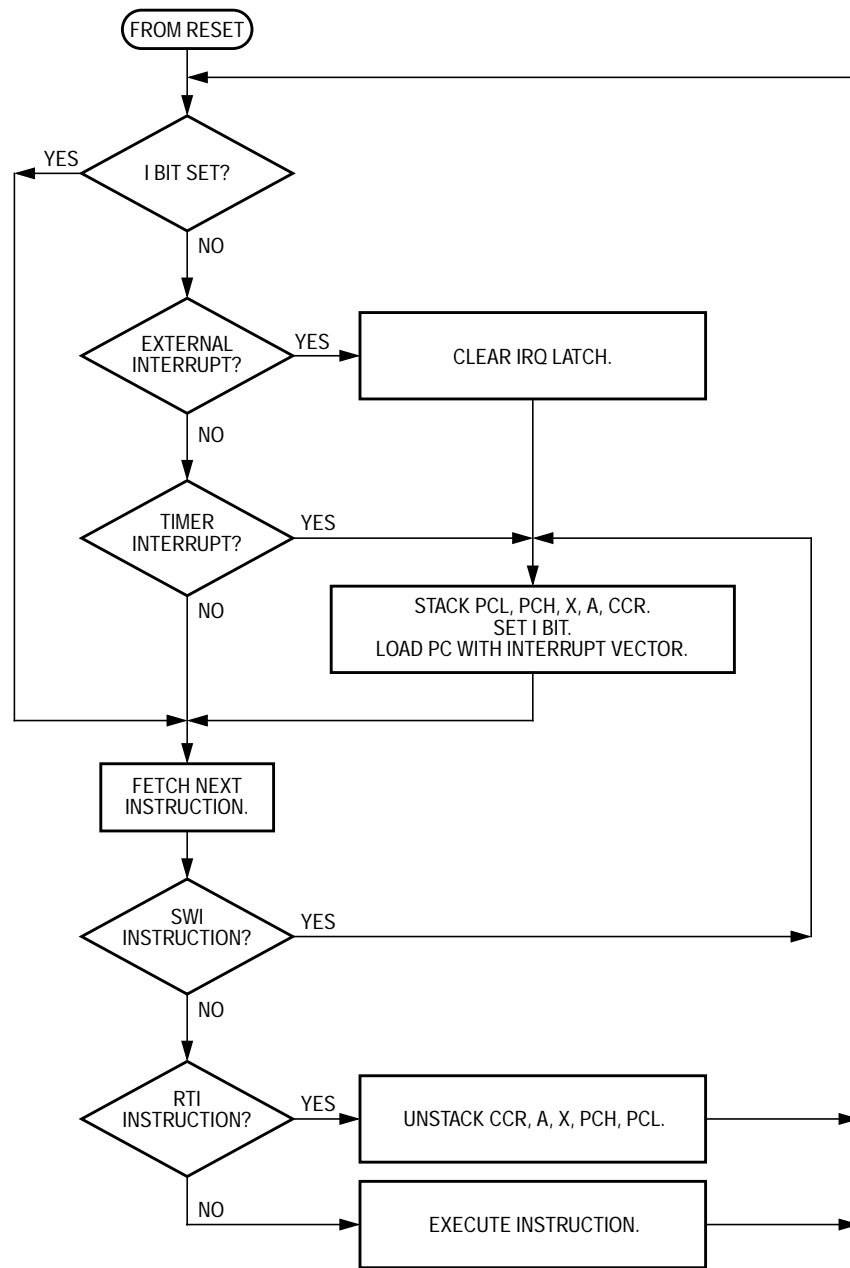 FROM RESET
YES
I BIT SET?
NO
EXTERNAL
INTERRUPT?
YES
CLEAR IRQ LATCH.
NO
TIMER
INTERRUPT?
YES
NO
STACK PCL, PCH, X, A, CCR.
SET I BIT.
LOAD PC WITH INTERRUPT VECTOR.
FETCH NEXT
INSTRUCTION.
SWI
INSTRUCTION?
YES
NO
RTI
INSTRUCTION?
YES
UNSTACK CCR, A, X, PCH, PCL.
NO
EXECUTE INSTRUCTION.